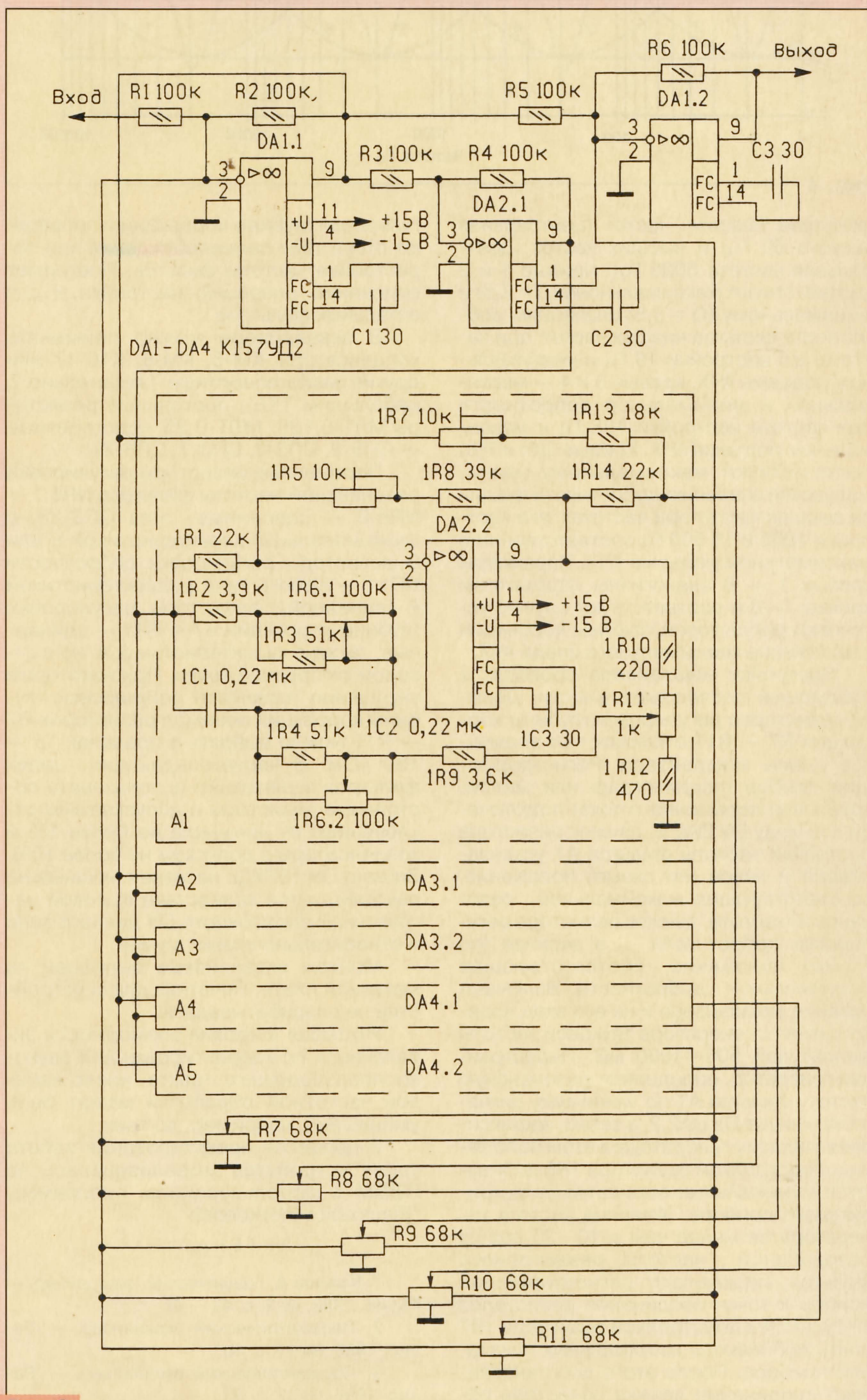 R6 100к
Выход
R1 100к
R2 100к
R5 100к
DA1.2
Вход
DA1.1
3
▷∞
9
2
FC
1
FC
14
C3 30
3
▷∞
9
R3 100к
R4 100к
2
DA2.1
+U
11
+15 В
-U
4
-15 В
3
▷∞
9
2
FC
1
FC
14
FC
1
FC
14
C1 30
C2 30
DA1-DA4 К157УД2
1R7 10к
1R13 18к
1R5 10к
1R8 39к
1R14 22к
DA2.2
1R1 22к
3
▷∞
9
2
1R2 3,9к
1R6.1 100к
+U
11
+15 В
-U
4
-15 В
1R3 51к
1R10
220
FC
FC
1C1 0,22 мк
1R11
1к
1C2 0,22 мк
1C3 30
1R4 51к
1R9 3,6к
1R12
470
1R6.2 100к
A1
A2
DA3.1
A3
DA3.2
A4
DA4.1
A5
DA4.2
R7 68к
R8 68к
R9 68к
R10 68к
R11 68к